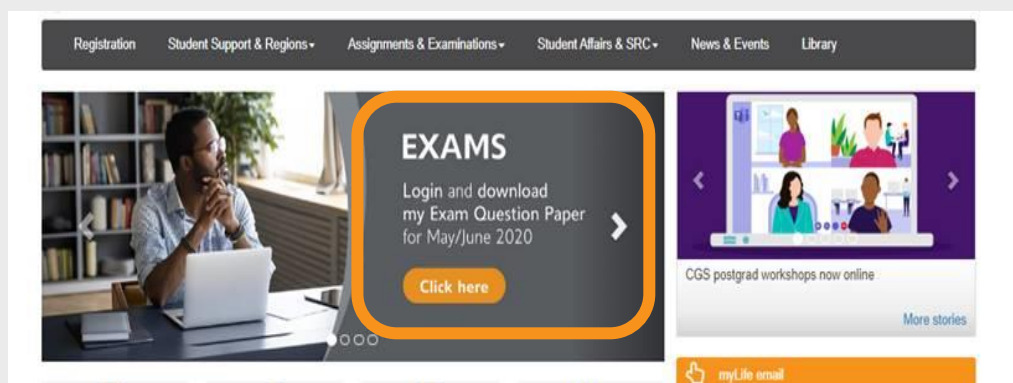 Registration Student Support & Regions Assignments & Examinations Student Affairs & SRC News & Events Library
EXAMS
Login and download
my Exam Question Paper
for May/June 2020
Click here
CGS postgrad workshops now online
More stories
myLife email